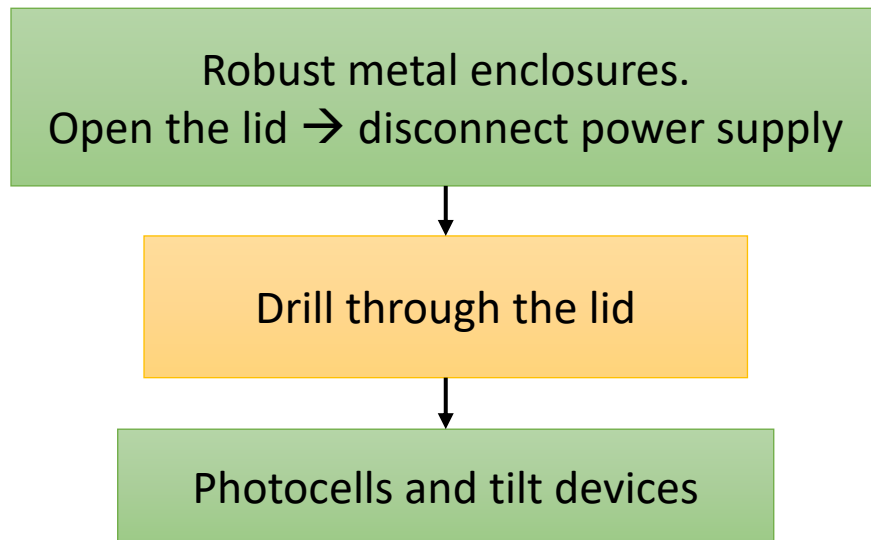 Robust metal enclosures.
Open the lid → disconnect power supply
Drill through the lid
Photocells and tilt devices